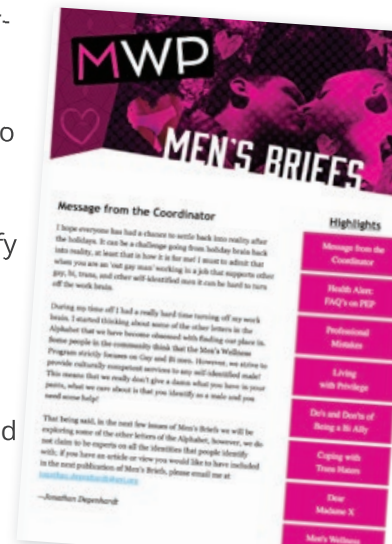 o
fy
d
MWP
MEN'S BRIEFS
Message from the Coordinator
I hope everyone has had a chance to settle back into reality after
the holidays. It can be a challenge going from holiday brain back
into reality, at least that is how it is for me! I must to admit that
when you are an 'out gay man' working in a job that supports other
gay, bi, trans, and other self-identified men it can be hard to turn
off the work brain.
During my time off I had a really hard time turning off my work
brain. I started thinking about some of the other letters in the
Alphabet that we have become obsessed with finding our place in.
Some people in the community think that the Men's Wellness
Program strictly focuses on Gay and Bi men. However, we strive to
provide culturally competent services to any self-identified male!
This means that we really don't give a damn what you have in your
pants, what we care about is that you identify as a male and you
need some help!
That being said, in the next few issues of Men's Briefs we will be
exploring some of the other letters of the Alphabet, however, we do
not claim to be experts on all the identities that people identify
with; if you have an article or view you would like to have included
in the next publication of Men's Briefs, please email me at
—Jonathan Degenhardt
Highlights
Message from the
Coordinator
Health Alert:
FAQ's on PEP
Professional
Mistakes
Living
with Privilege
Do's and Don'ts of
Being a Bi Ally
Coping with
Trans Haters
Dear
Madame X
Men's Wellness